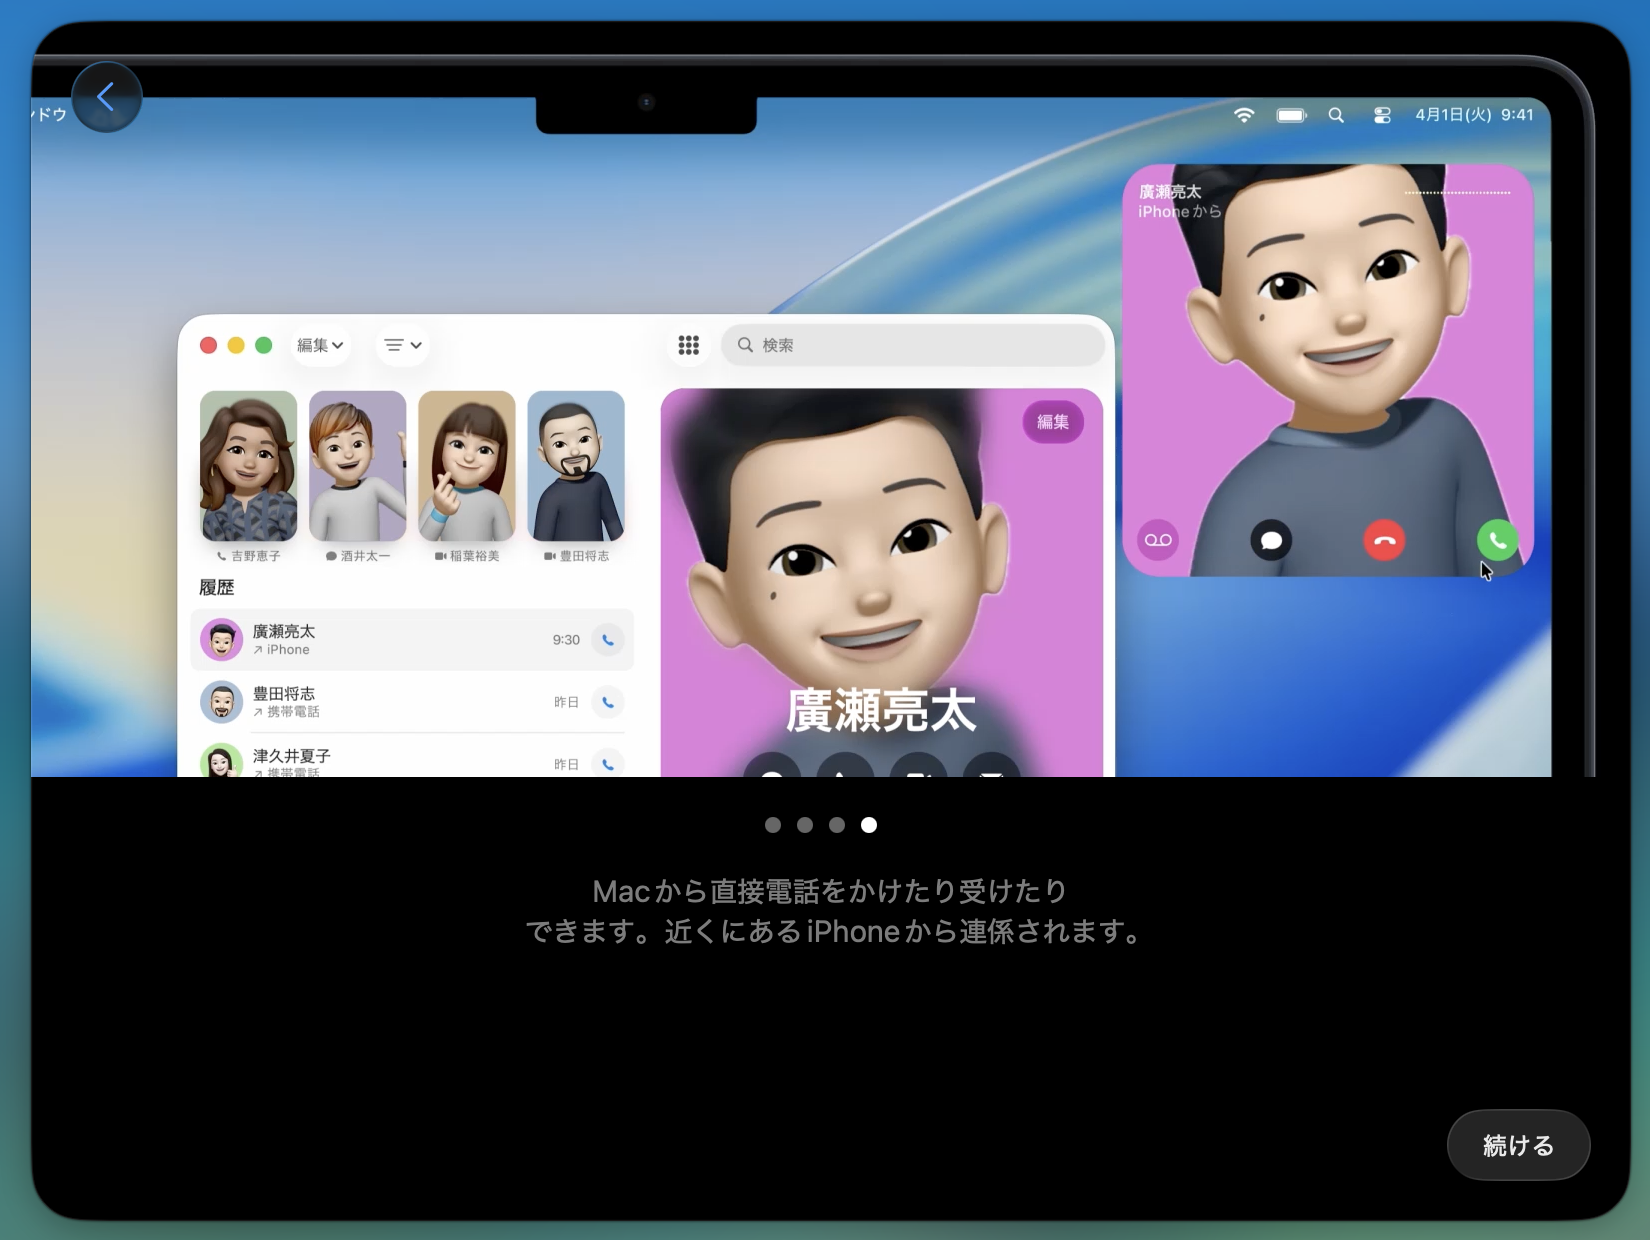 ンドウ
4月1日(火) 9:41
廣瀬亮太
iPhoneから
編集
検索
編集
吉野恵子
酒井太一
稲葉裕美
豊田将志
履歴
廣瀬亮太
↗ iPhone
9:30
豊田将志
↗ 携帯電話
昨日
津久井夏子
↗ 携帯電話
昨日
廣瀬亮太
Macから直接電話をかけたり受けたり
できます。近くにあるiPhoneから連係されます。
続ける